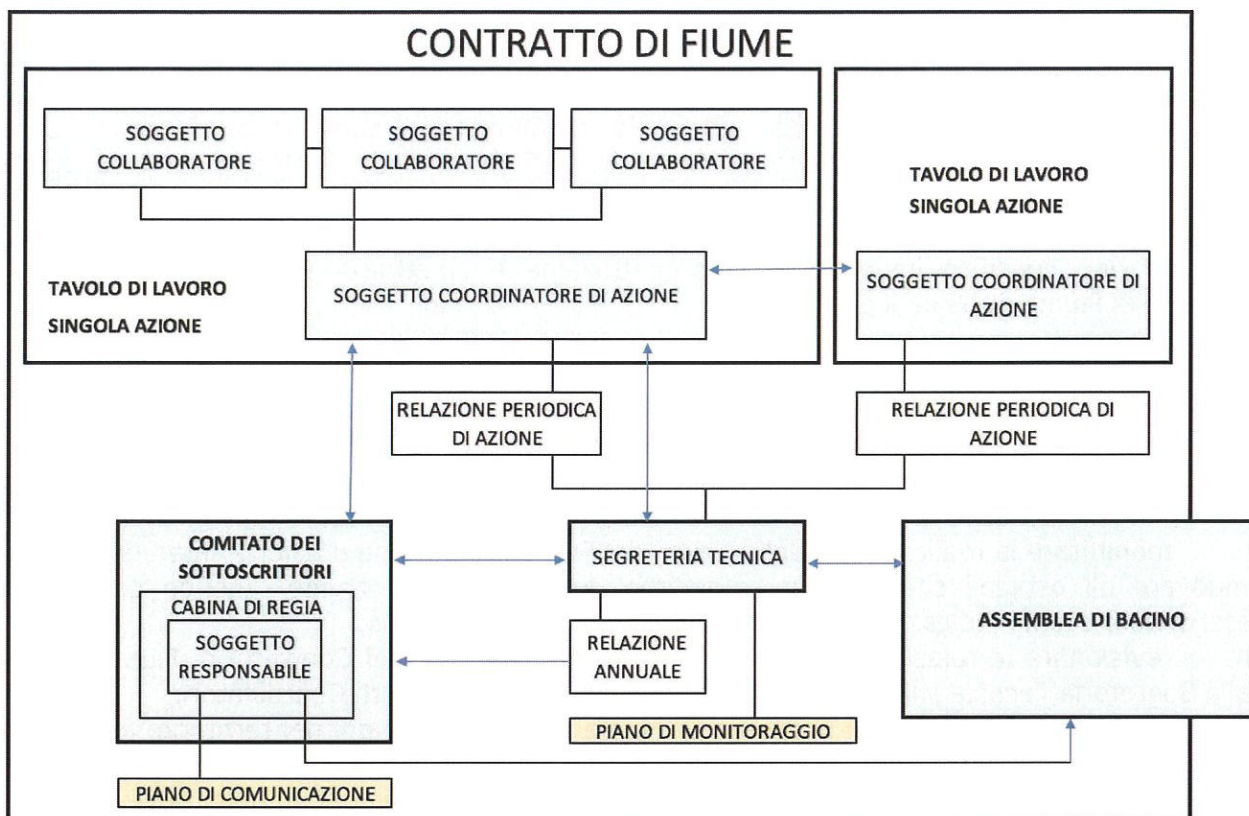 CONTRATTO DI FIUME
SOGGETTO
COLLABORATORE
SOGGETTO
COLLABORATORE
SOGGETTO
COLLABORATORE
TAVOLO DI LAVORO
SINGOLA AZIONE
SOGGETTO COORDINATORE DI AZIONE
TAVOLO DI LAVORO
SINGOLA AZIONE
SOGGETTO COORDINATORE DI
AZIONE
RELAZIONE PERIODICA
DI AZIONE
RELAZIONE PERIODICA DI
AZIONE
COMITATO DEI
SOTTOSCRITTORI
CABINA DI REGIA
SOGGETTO
RESPONSABILE
SEGRETERIA TECNICA
RELAZIONE
ANNUALE
ASSEMBLEA DI BACINO
PIANO DI MONITORAGGIO
PIANO DI COMUNICAZIONE